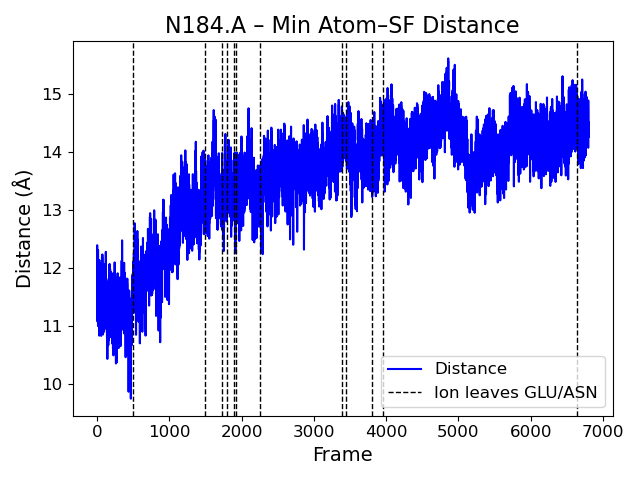 N184.A – Min Atom–SF Distance
Distance (Å)
15
14
13
12
11
10
Distance
Ion leaves GLU/ASN
0 1000 2000 3000 4000 5000 6000 7000
Frame